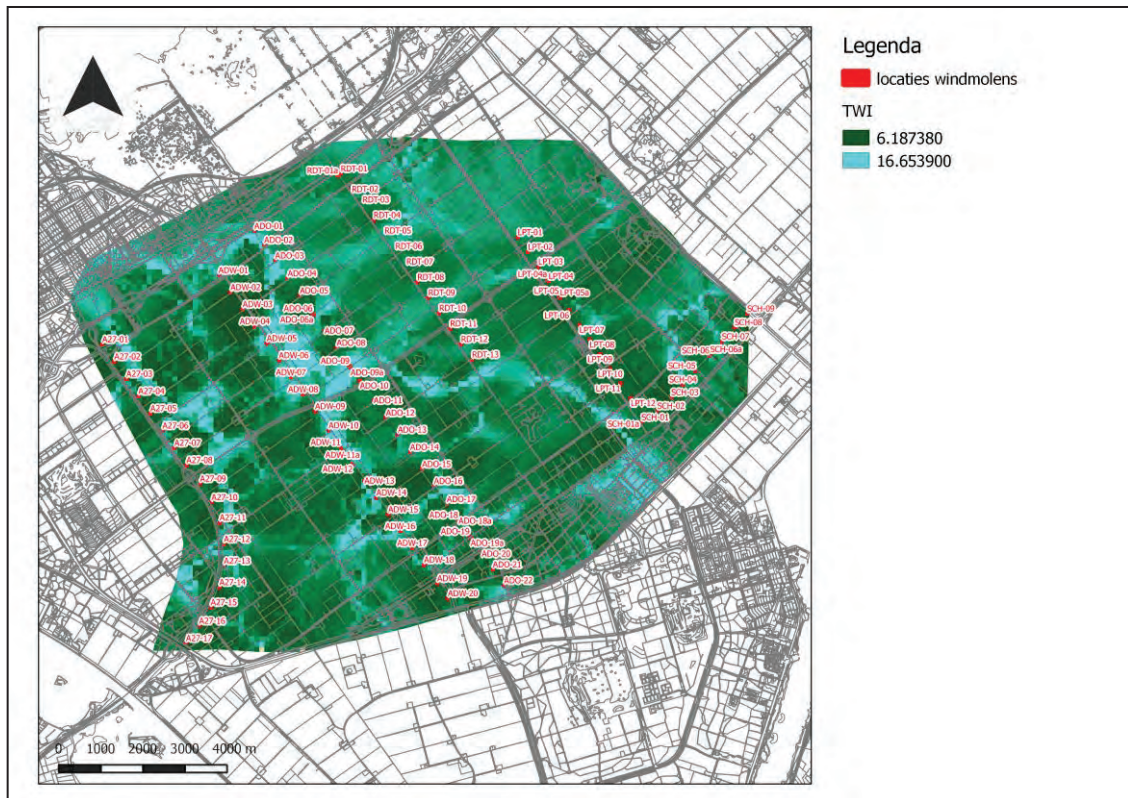 Legenda
locaties windmolens
TWI
6.187380
16.653900
RDT-01a
RDT-01
RDT-02
RDT-03
RDT-04
RDT-05
RDT-06
RDT-07
RDT-08
RDT-09
RDT-10
RDT-11
RDT-12
RDT-13
LPT-01
LPT-02
LPT-03
LPT-04a
LPT-04
LPT-05
LPT-05a
LPT-06
LPT-07
LPT-08
LPT-09
LPT-10
LPT-11
LPT-12
SCH-09
SCH-08
SCH-07
SCH-06
SCH-06a
SCH-05
SCH-04
SCH-03
SCH-02
SCH-01
SCH-01a
ADO-01
ADO-02
ADO-03
ADO-04
ADO-05
ADO-06
ADO-06a
ADO-07
ADO-08
ADO-09
ADO-09a
ADO-10
ADO-11
ADO-12
ADO-13
ADO-14
ADO-15
ADO-16
ADO-17
ADO-18
ADO-18a
ADO-19
ADO-19a
ADO-20
ADO-21
ADO-22
ADW-01
ADW-02
ADW-03
ADW-04
ADW-05
ADW-06
ADW-07
ADW-08
ADW-09
ADW-10
ADW-11
ADW-11a
ADW-12
ADW-13
ADW-14
ADW-15
ADW-16
ADW-17
ADW-18
ADW-19
ADW-20
A27-01
A27-02
A27-03
A27-04
A27-05
A27-06
A27-07
A27-08
A27-09
A27-10
A27-11
A27-12
A27-13
A27-14
A27-15
A27-16
A27-17
0 1000 2000 3000 4000 m